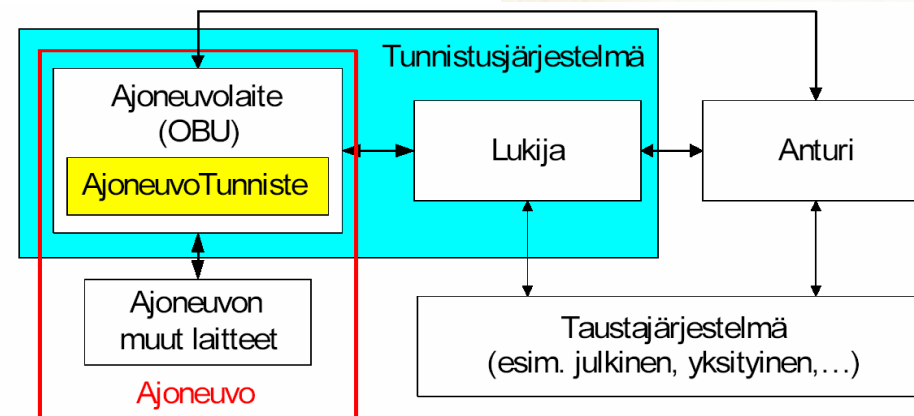 Tunnistusjärjestelmä
Ajoneuvolaite
(OBU)
AjoneuvoTunniste
Lukija
Anturi
Ajoneuvon
muut laitteet
Ajoneuvo
Taustajärjestelmä
(esim. julkinen, yksityinen,…)